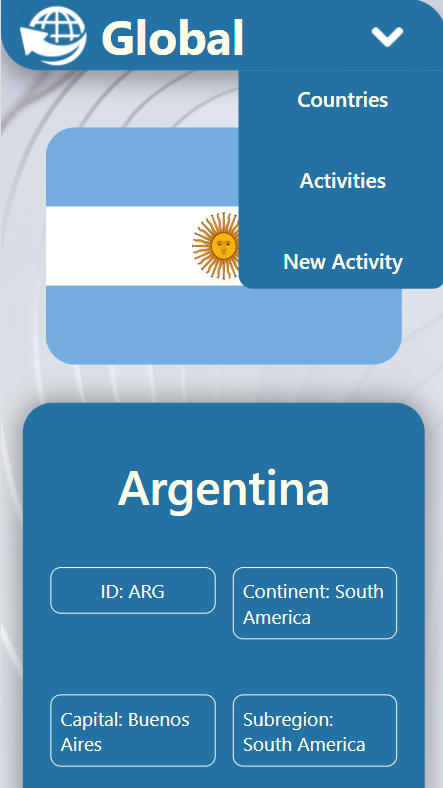 Global
Countries
Activities
New Activity
Argentina
ID: ARG
Continent: South
America
Capital: Buenos
Aires
Subregion:
South America